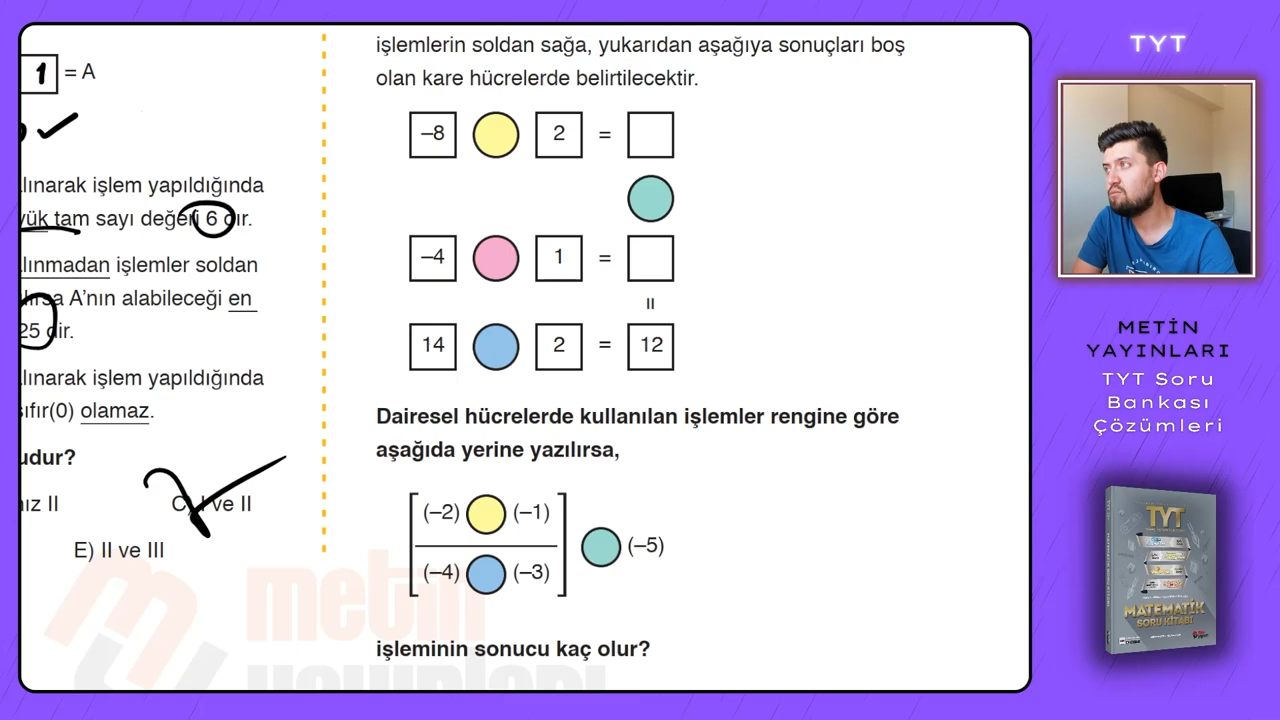 1 = A
lınarak işlem yapıldığında
yük tam sayı değeri 6 dır.
lınmadan işlemler soldan
lırsa A'nın alabileceği en
25 dir.
lınarak işlem yapıldığında
sıfır(0) olamaz.
udur?
nız II C) I ve II
E) II ve III
işlemlerin soldan sağa, yukarıdan aşağıya sonuçları boş
olan kare hücrelerde belirtilecektir.
–8 2 =
–4 1 =
=
14 2 = 12
Dairesel hücrelerde kullanılan işlemler rengine göre
aşağıda yerine yazılırsa,
(–2) (–1)
(–4) (–3) (–5)
işleminin sonucu kaç olur?
metin
yayınları
TYT
METİN
YAYINLARI
TYT Soru
Bankası
Çözümleri
TYT
MATEMATİK
SORU KİTABI